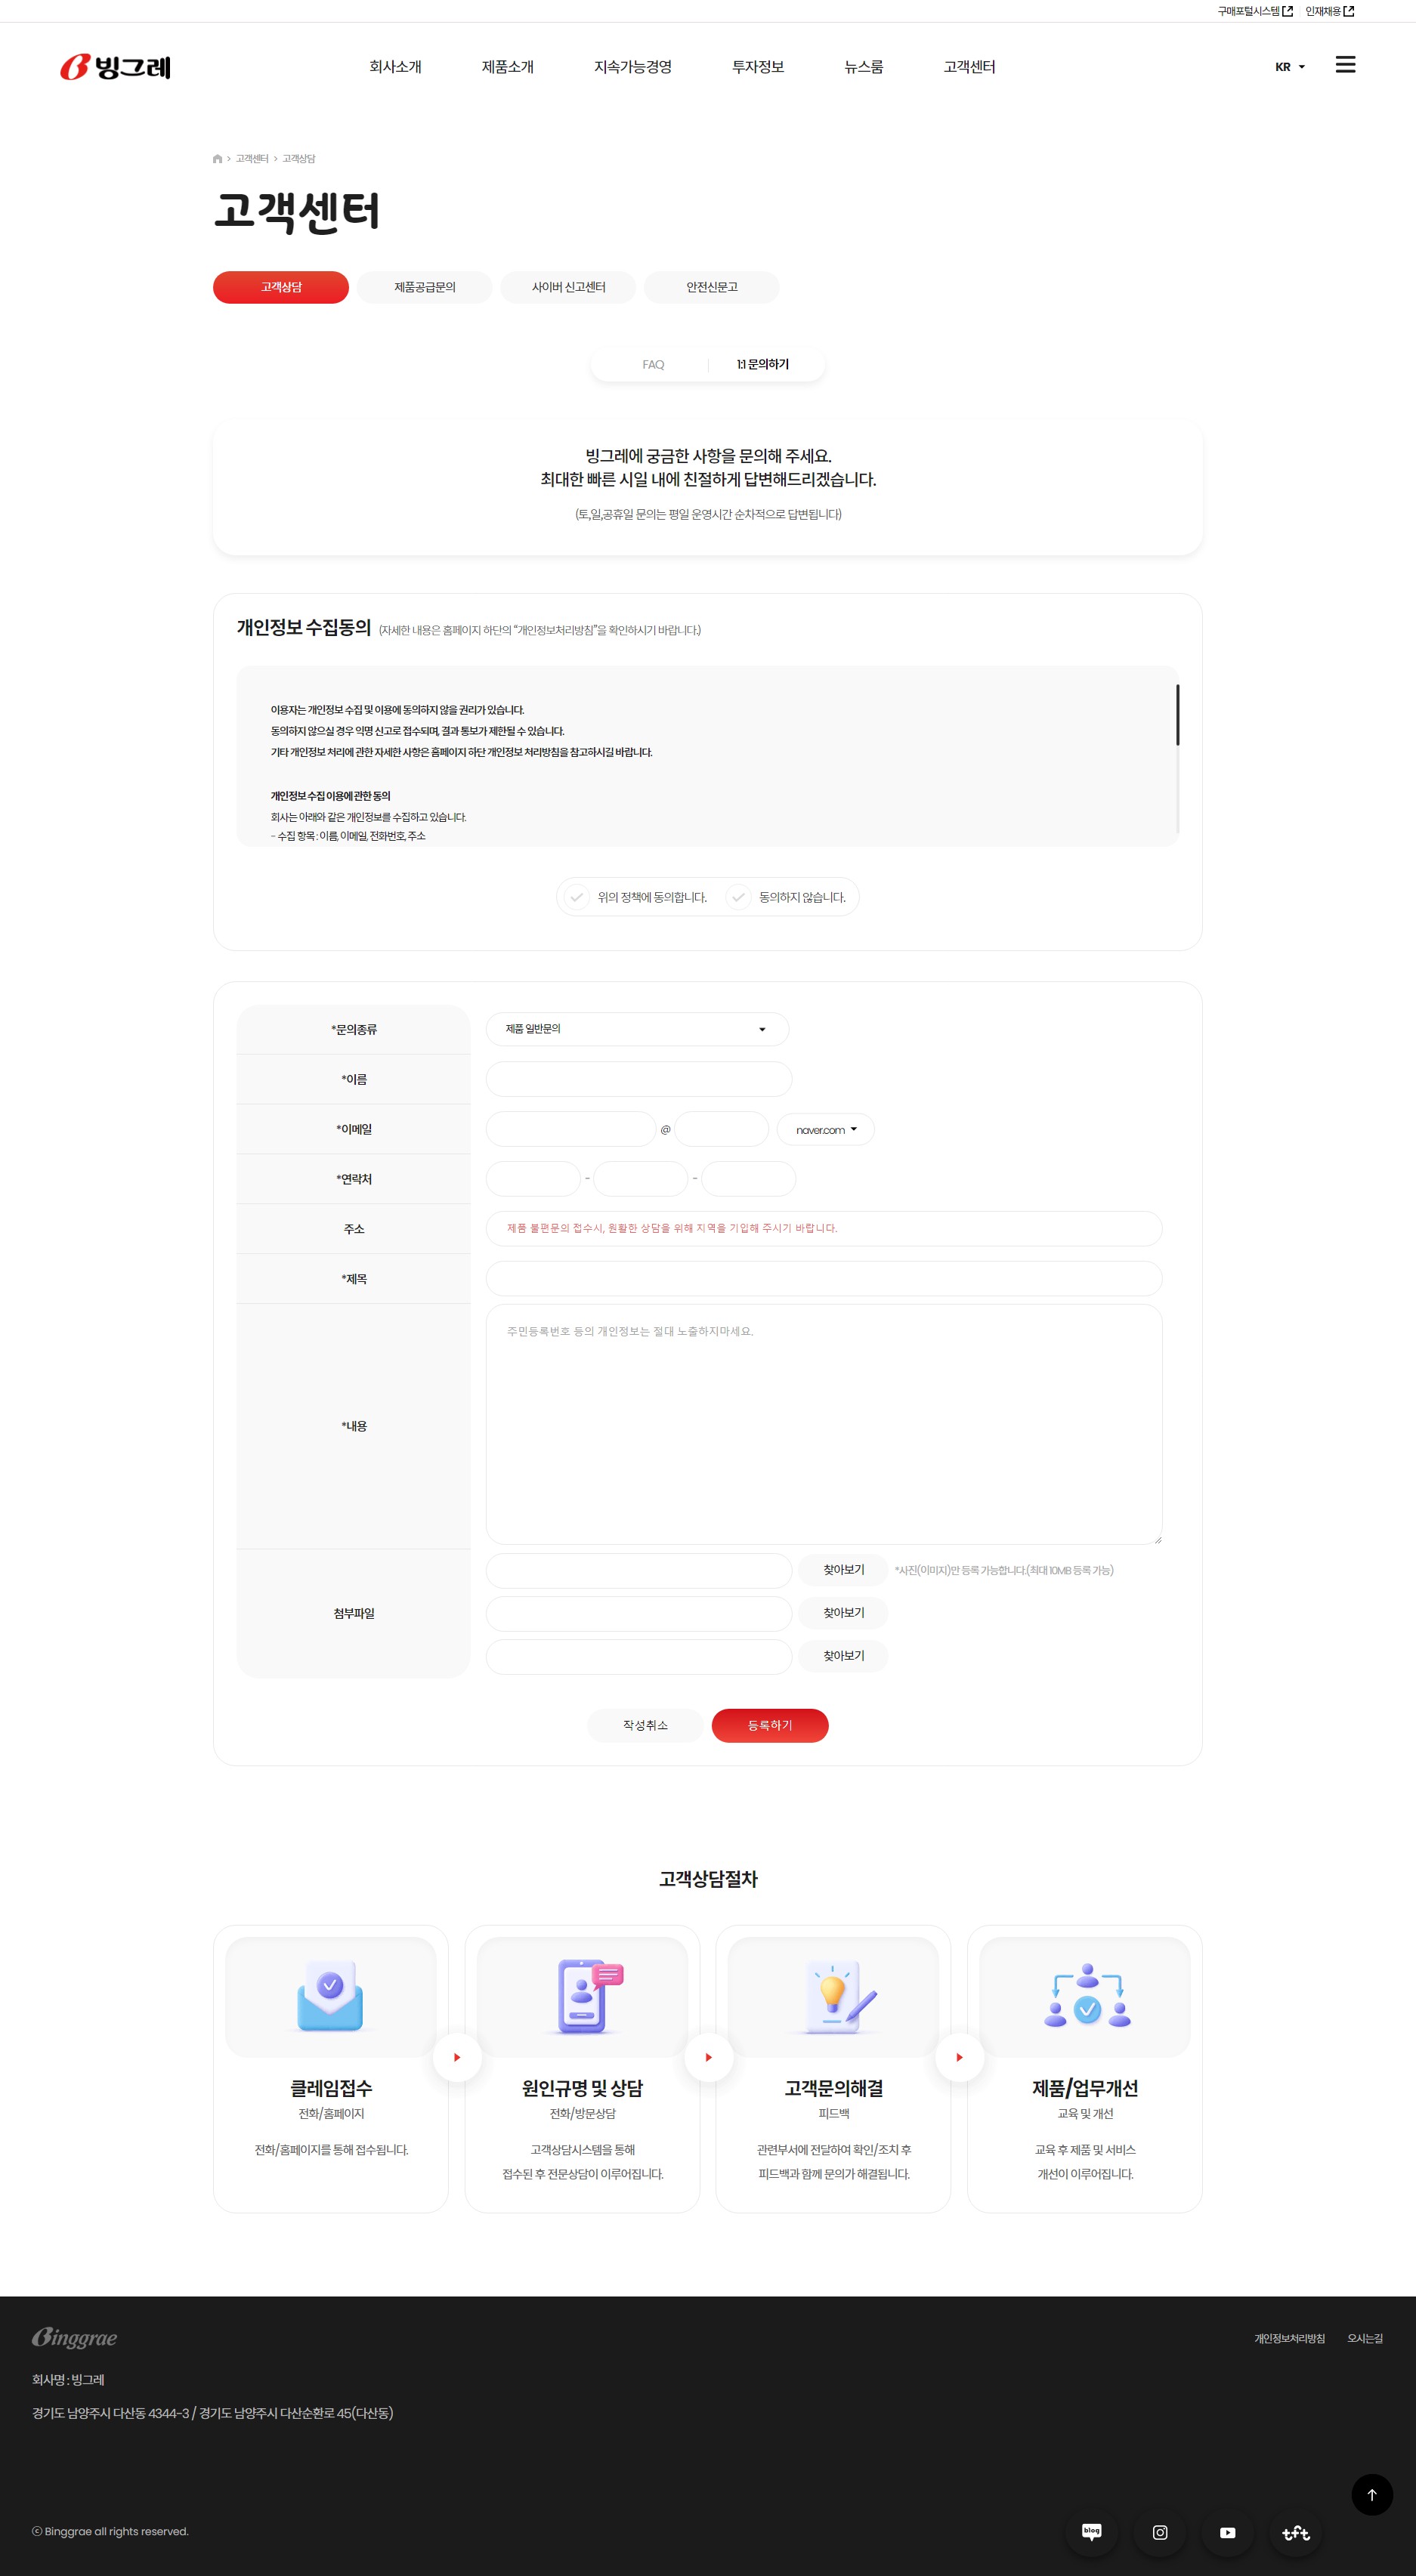 구매포털시스템 인재채용
빙그레
회사소개 제품소개 지속가능경영 투자정보 뉴스룸 고객센터 KR
고객센터 > 고객상담
고객센터
고객상담 제품공급문의 사이버 신고센터 안전신문고
FAQ 1:1 문의하기
빙그레에 궁금한 사항을 문의해 주세요.
최대한 빠른 시일 내에 친절하게 답변해드리겠습니다.
(토,일,공휴일 문의는 평일 운영시간 순차적으로 답변됩니다)
개인정보 수집동의 (자세한 내용은 홈페이지 하단의 "개인정보처리방침"을 확인하시기 바랍니다.)
이용자는 개인정보 수집 및 이용에 동의하지 않을 권리가 있습니다.
동의하지 않으실 경우 익명 신고로 접수되며, 결과 통보가 제한될 수 있습니다.
기타 개인정보 처리에 관한 자세한 사항은 홈페이지 하단 개인정보 처리방침을 참고하시길 바랍니다.
개인정보 수집 이용에 관한 동의
회사는 아래와 같은 개인정보를 수집하고 있습니다.
- 수집 항목 : 이름, 이메일, 전화번호, 주소
위의 정책에 동의합니다. 동의하지 않습니다.
*문의종류 제품 일반문의
*이름
*이메일 @ naver.com
*연락처 - -
주소 제품 불편문의 접수시, 원활한 상담을 위해 지역을 기입해 주시기 바랍니다.
*제목
주민등록번호 등의 개인정보는 절대 노출하지마세요.
*내용
찾아보기 *사진(이미지)만 등록 가능합니다.(최대 10MB 등록 가능)
첨부파일 찾아보기
찾아보기
작성취소 등록하기
고객상담절차
클레임접수
전화/홈페이지
전화/홈페이지를 통해 접수됩니다.
원인규명 및 상담
전화/방문상담
고객상담시스템을 통해
접수된 후 전문상담이 이루어집니다.
고객문의해결
피드백
관련부서에 전달하여 확인/조치 후
피드백과 함께 문의가 해결됩니다.
제품/업무개선
교육 및 개선
교육 후 제품 및 서비스
개선이 이루어집니다.
Binggrae
개인정보처리방침 오시는길
회사명 : 빙그레
경기도 남양주시 다산동 4344-3 / 경기도 남양주시 다산순환로 45(다산동)
ⓒ Binggrae all rights reserved.
blog tft